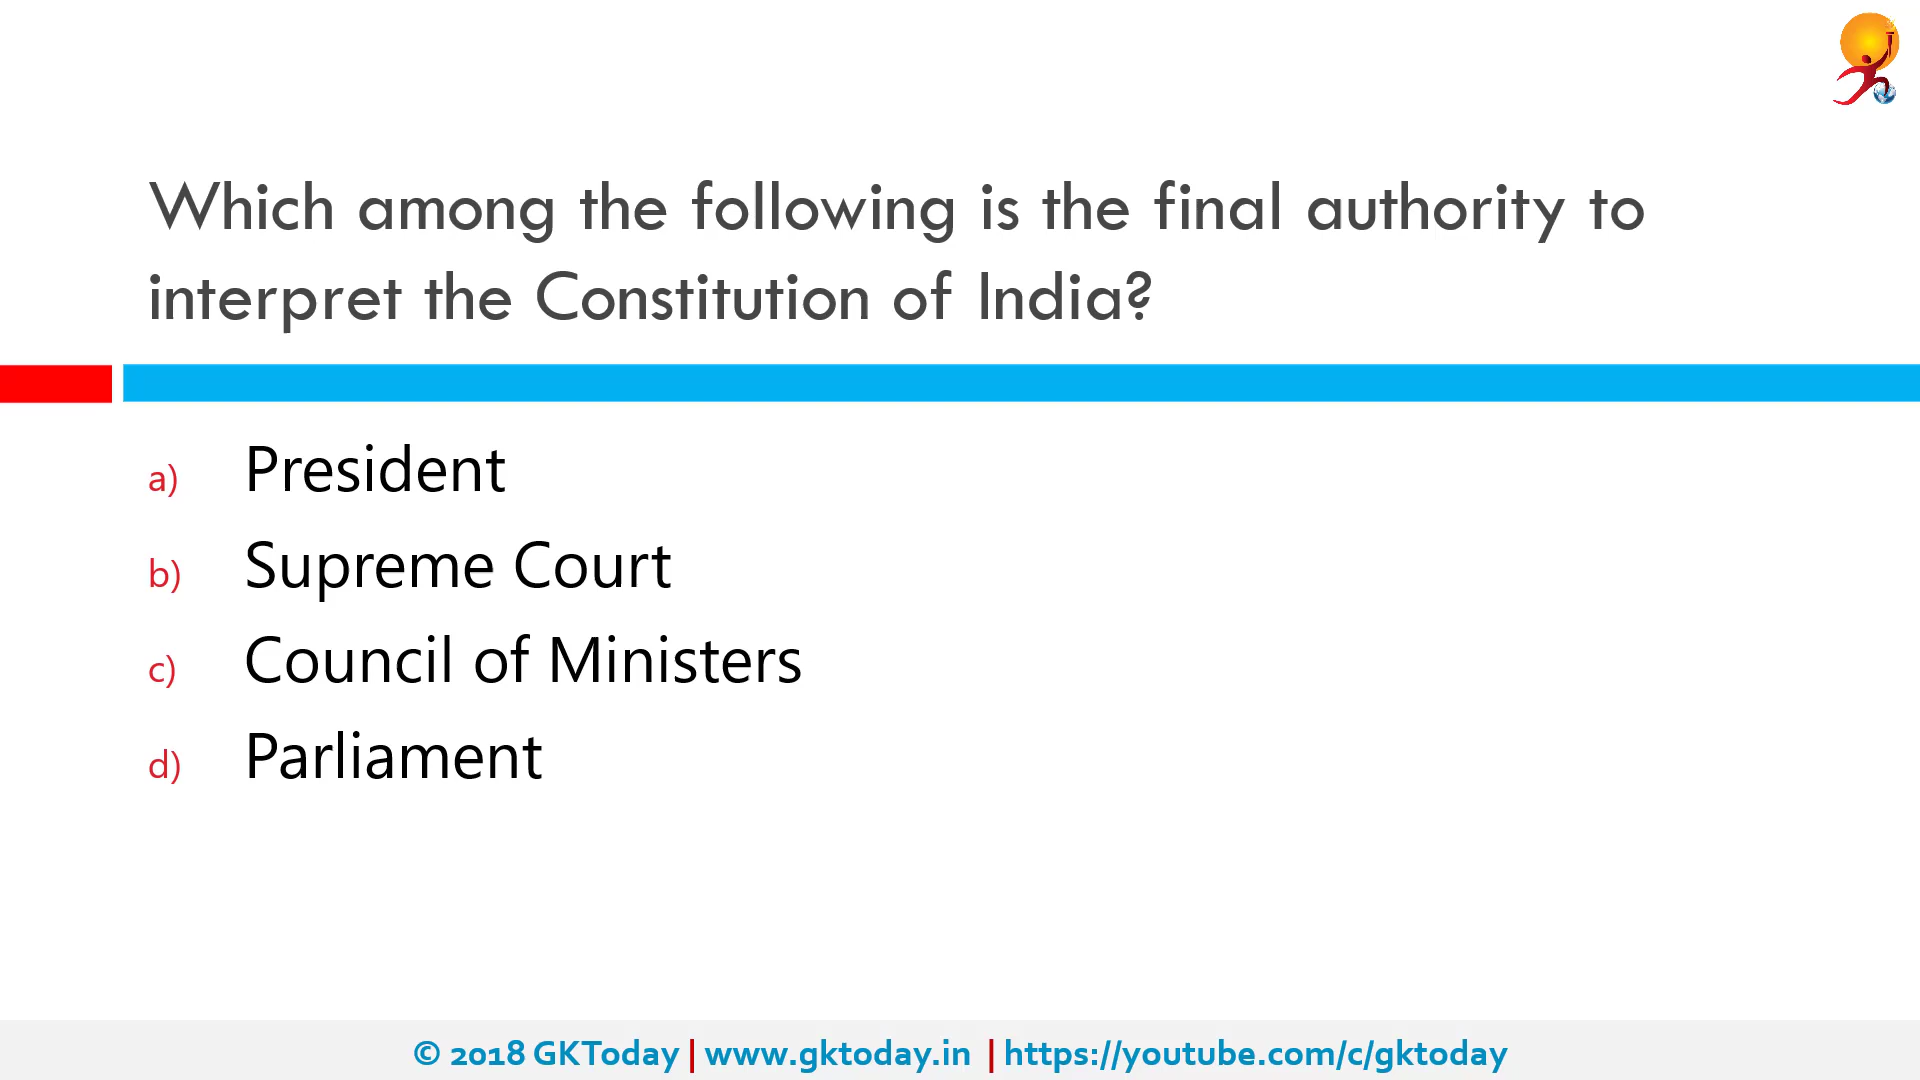 Which among the following is the final authority to
interpret the Constitution of India?
a) President
b) Supreme Court
c) Council of Ministers
d) Parliament
© 2018 GKToday | www.gktoday.in | https://youtube.com/c/gktoday